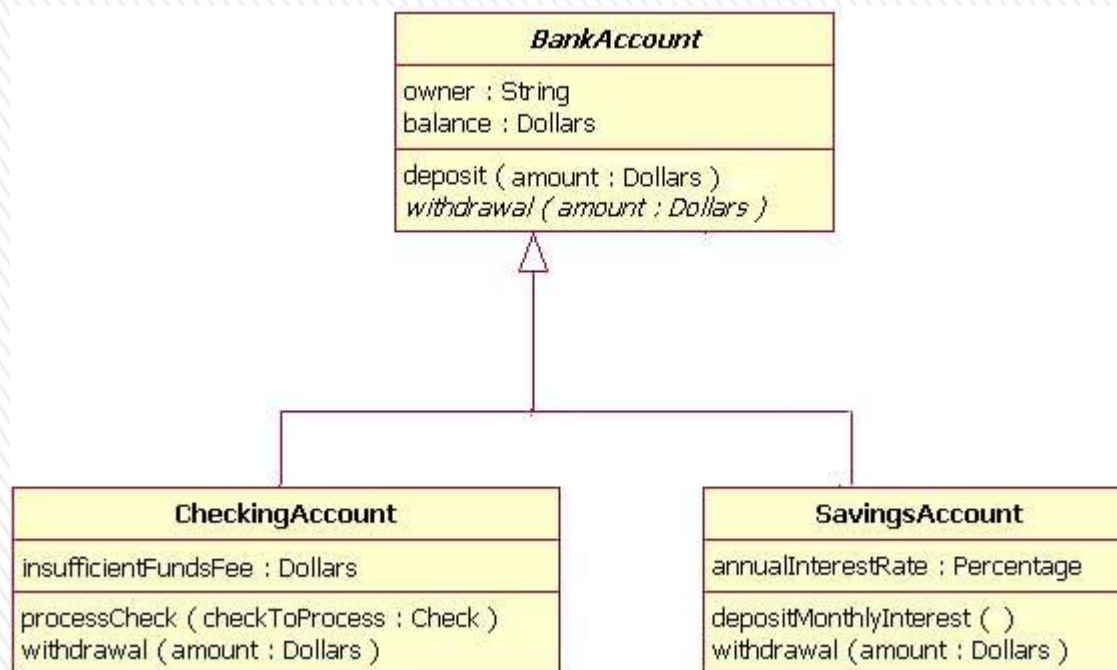 BankAccount
owner : String
balance : Dollars
deposit ( amount : Dollars )
withdrawal ( amount : Dollars )
CheckingAccount
insufficientFundsFee : Dollars
processCheck ( checkToProcess : Check )
withdrawal ( amount : Dollars )
SavingsAccount
annualInterestRate : Percentage
depositMonthlyInterest ( )
withdrawal ( amount : Dollars )